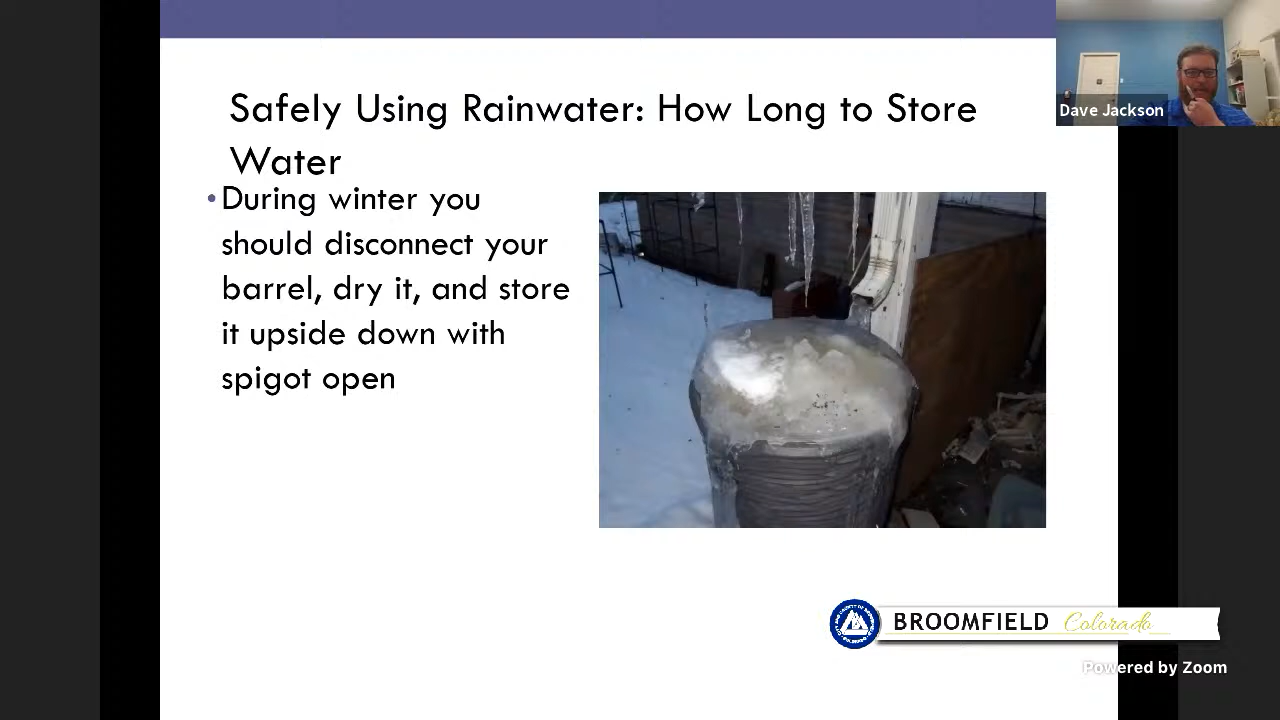 Safely Using Rainwater: How Long to Store
Water
Dave Jackson
•During winter you
should disconnect your
barrel, dry it, and store
it upside down with
spigot open
BROOMFIELD Colorado
Powered by Zoom